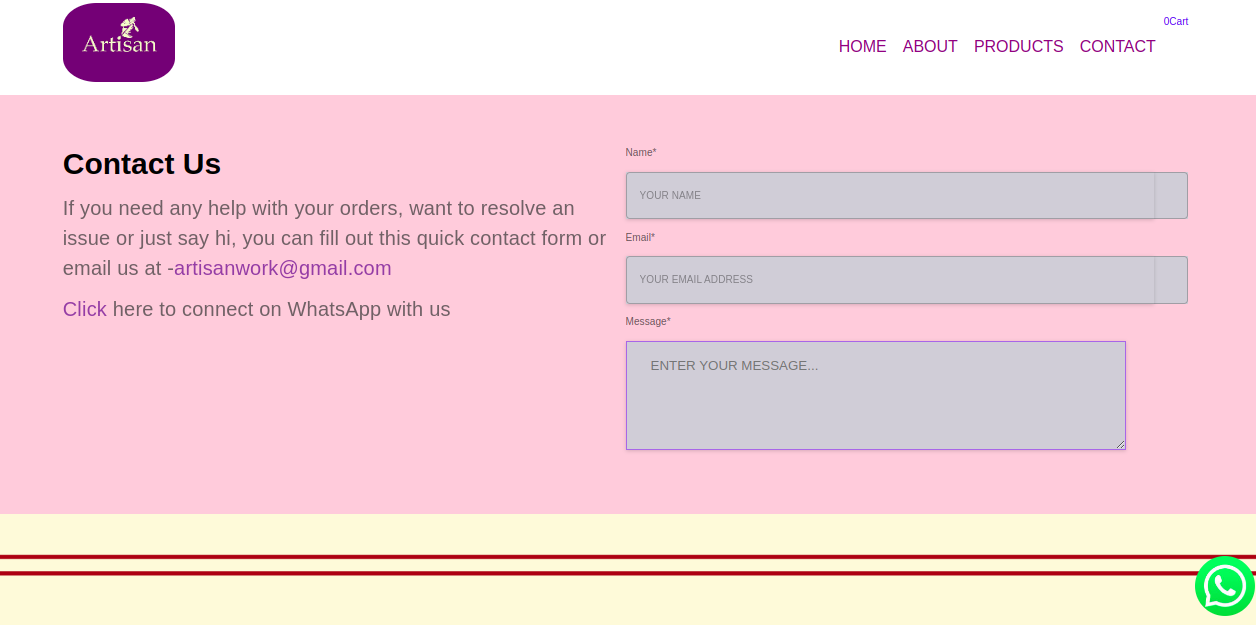 Artisan
0Cart
HOME ABOUT PRODUCTS CONTACT
Contact Us
If you need any help with your orders, want to resolve an
issue or just say hi, you can fill out this quick contact form or
email us at -artisanwork@gmail.com
Click here to connect on WhatsApp with us
Name*
YOUR NAME
Email*
YOUR EMAIL ADDRESS
Message*
ENTER YOUR MESSAGE...